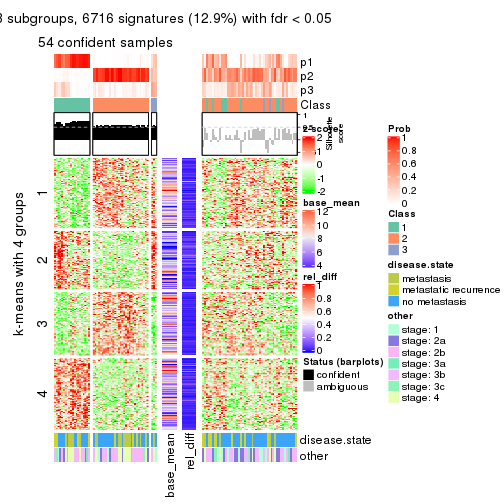 3 subgroups, 6716 signatures (12.9%) with fdr < 0.05
54 confident samples
p1
p2
p3
Class
1
0.5
0
Silhouette
score
k-means with 4 groups
1
2
3
4
disease.state
other
base_mean
rel_diff
z-score
2
1
0
-1
-2
base_mean
12
10
8
6
4
rel_diff
1
0.8
0.6
0.4
0.2
0
Status (barplots)
confident
ambiguous
Prob
1
0.8
0.6
0.4
0.2
0
Class
1
2
3
disease.state
metastasis
metastatic recurrence
no metastasis
other
stage: 1
stage: 2a
stage: 2b
stage: 3a
stage: 3b
stage: 3c
stage: 4